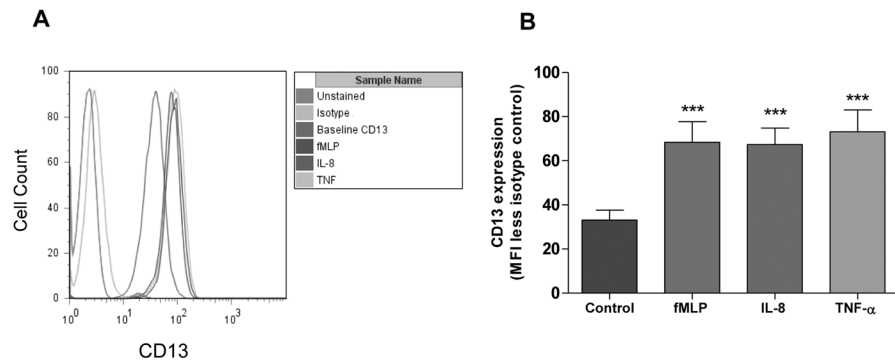 A
Cell Count
100
80
60
40
20
0
10^0
10^1
10^2
10^3
CD13
Sample Name
Unstained
Isotype
Baseline CD13
fMLP
IL-8
TNF
B
CD13 expression
(MFI less isotype control)
100
80
60
40
20
0
***
***
***
Control
fMLP
IL-8
TNF-α